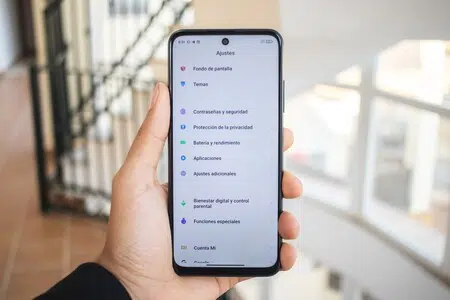 Ajustes
Fondo de pantalla
Temas
Contraseñas y seguridad
Protección de la privacidad
Batería y rendimiento
Aplicaciones
Ajustes adicionales
Bienestar digital y control
parental
Funciones especiales
Cuenta Mi